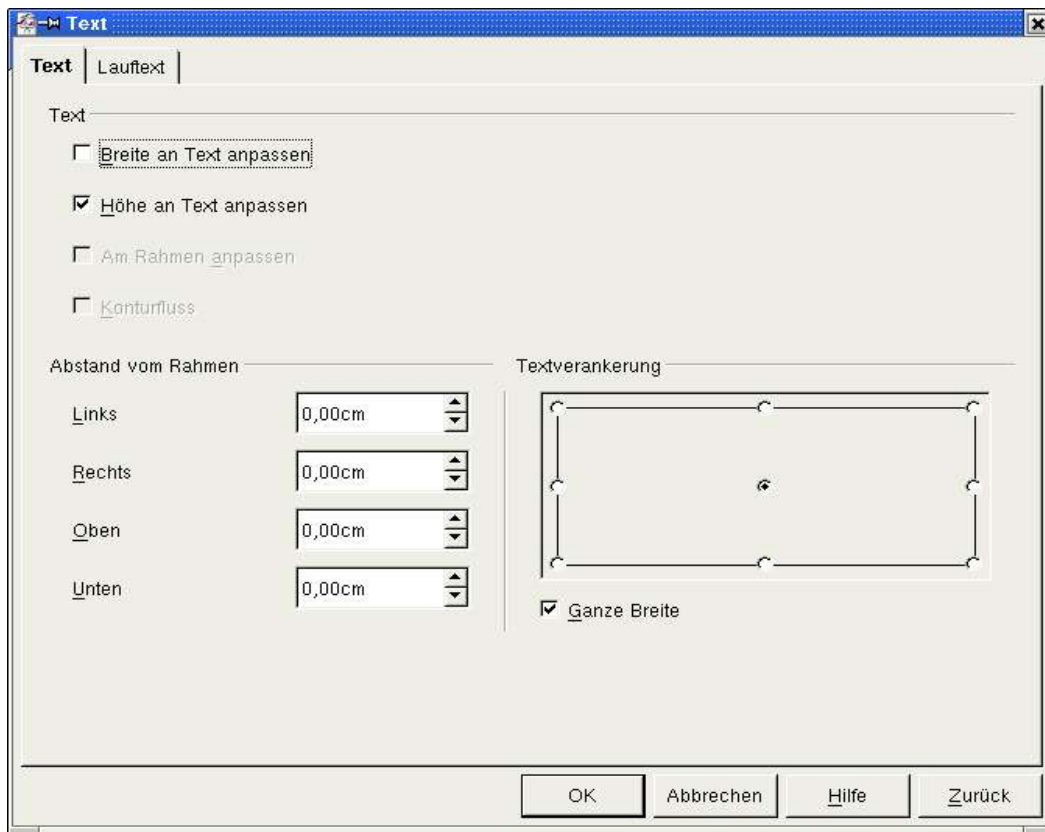 Text
Text Lauftext
Text
Breite an Text anpassen
Höhe an Text anpassen
Am Rahmen anpassen
Konturfluss
Abstand vom Rahmen
Links 0,00cm
Rechts 0,00cm
Oben 0,00cm
Unten 0,00cm
Textverankerung
Ganze Breite
OK Abbrechen Hilfe Zurück